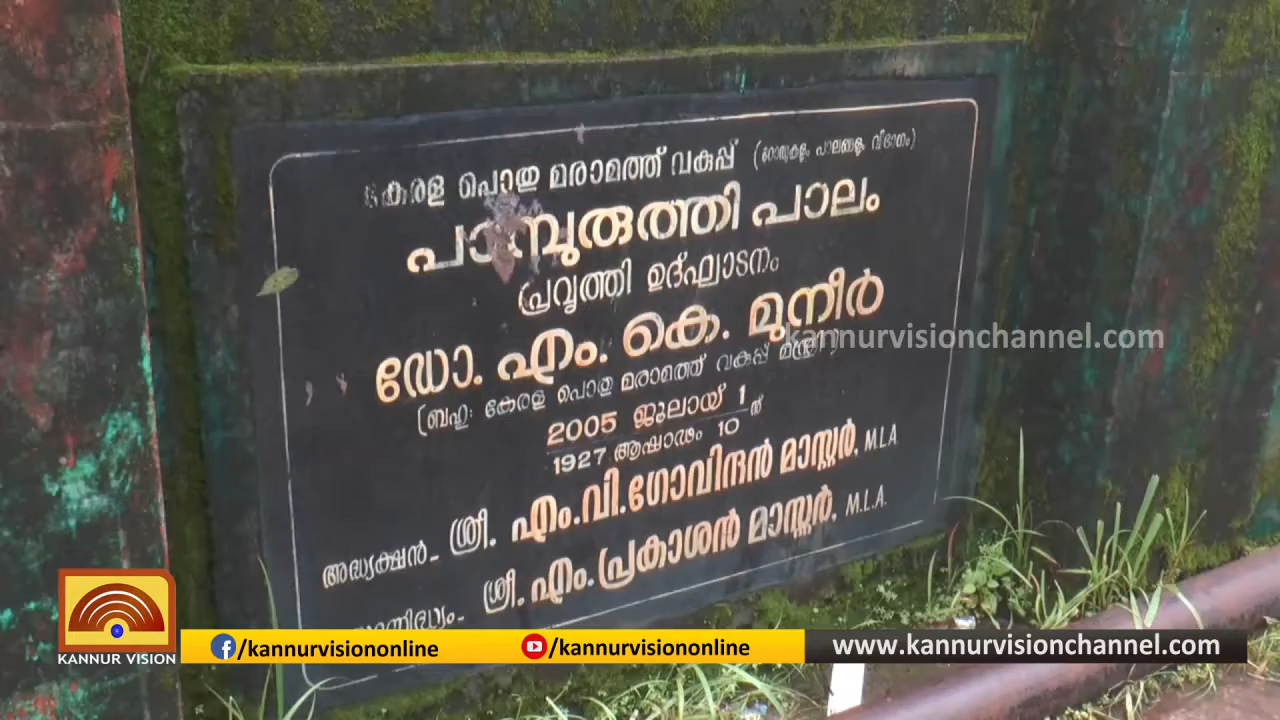 കേരള പൊതു മരാമത്ത് വകുപ്പ് (റോഡുകളും പാലങ്ങളും വിഭാഗം)
പാമ്പുരുത്തി പാലം
പ്രവൃത്തി ഉദ്ഘാടനം
ഡോ. എം. കെ. മുനീർ
kannurvisionchannel.com
(ബഹു: കേരള പൊതു മരാമത്ത് വകുപ്പ് മന്ത്രി)
2005 ജൂലായ് 1
1927 ആഷാഢം 10 ന്
അദ്ധ്യക്ഷൻ- ശ്രീ. എം.വി.ഗോവിന്ദൻ മാസ്റ്റർ, M.L.A
ശ്രീ. എം. പ്രകാശൻ മാസ്റ്റർ, M.L.A.
KANNUR VISION
/kannurvisiononline
/kannurvisiononline
www.kannurvisionchannel.com